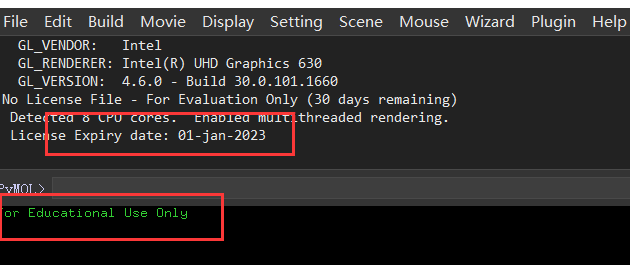 File Edit Build Movie Display Setting Scene Mouse Wizard Plugin Help
GL_VENDOR: Intel
GL_RENDERER: Intel(R) UHD Graphics 630
GL_VERSION: 4.6.0 - Build 30.0.101.1660
No License File - For Evaluation Only (30 days remaining)
Detected 8 CPU cores. Enabled multithreaded rendering.
License Expiry date: 01-jan-2023
PyMOL>
For Educational Use Only